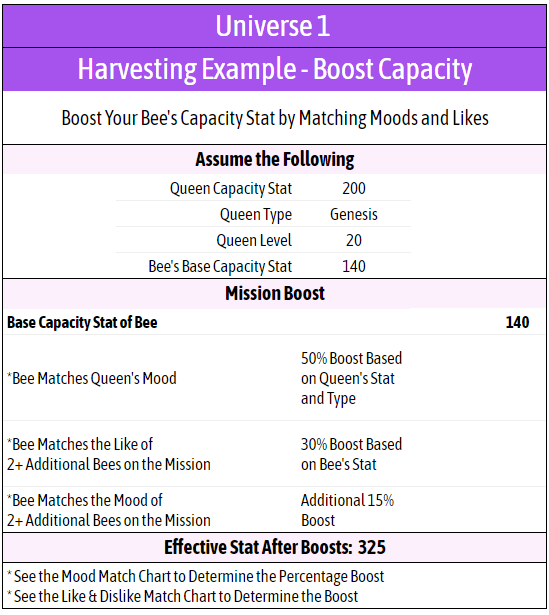 Universe 1
Harvesting Example - Boost Capacity
Boost Your Bee's Capacity Stat by Matching Moods and Likes
Assume the Following
Queen Capacity Stat 200
Queen Type Genesis
Queen Level 20
Bee's Base Capacity Stat 140
Mission Boost
Base Capacity Stat of Bee 140
*Bee Matches Queen's Mood
50% Boost Based
on Queen's Stat
and Type
*Bee Matches the Like of
2+ Additional Bees on the Mission
30% Boost Based
on Bee's Stat
*Bee Matches the Mood of
2+ Additional Bees on the Mission
Additional 15%
Boost
Effective Stat After Boosts: 325
* See the Mood Match Chart to Determine the Percentage Boost
* See the Like & Dislike Match Chart to Determine the Boost